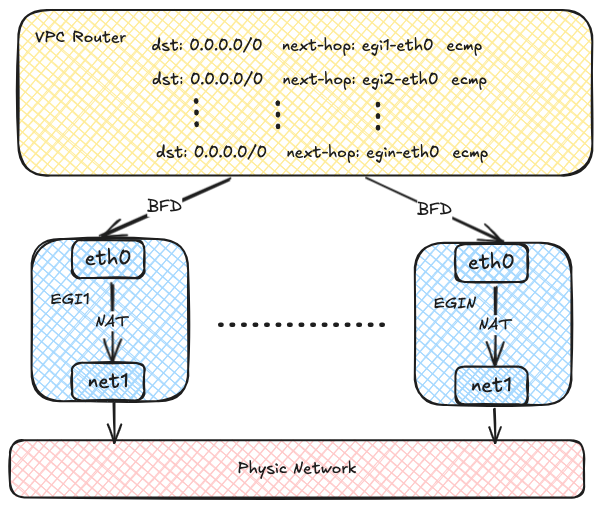 VPC Router
dst: 0.0.0.0/0 next-hop: egi1-eth0 ecmp
dst: 0.0.0.0/0 next-hop: egi2-eth0 ecmp
dst: 0.0.0.0/0 next-hop: egin-eth0 ecmp
BFD
BFD
eth0
eth0
EGI1
EGIN
NAT
NAT
net1
net1
Physic Network